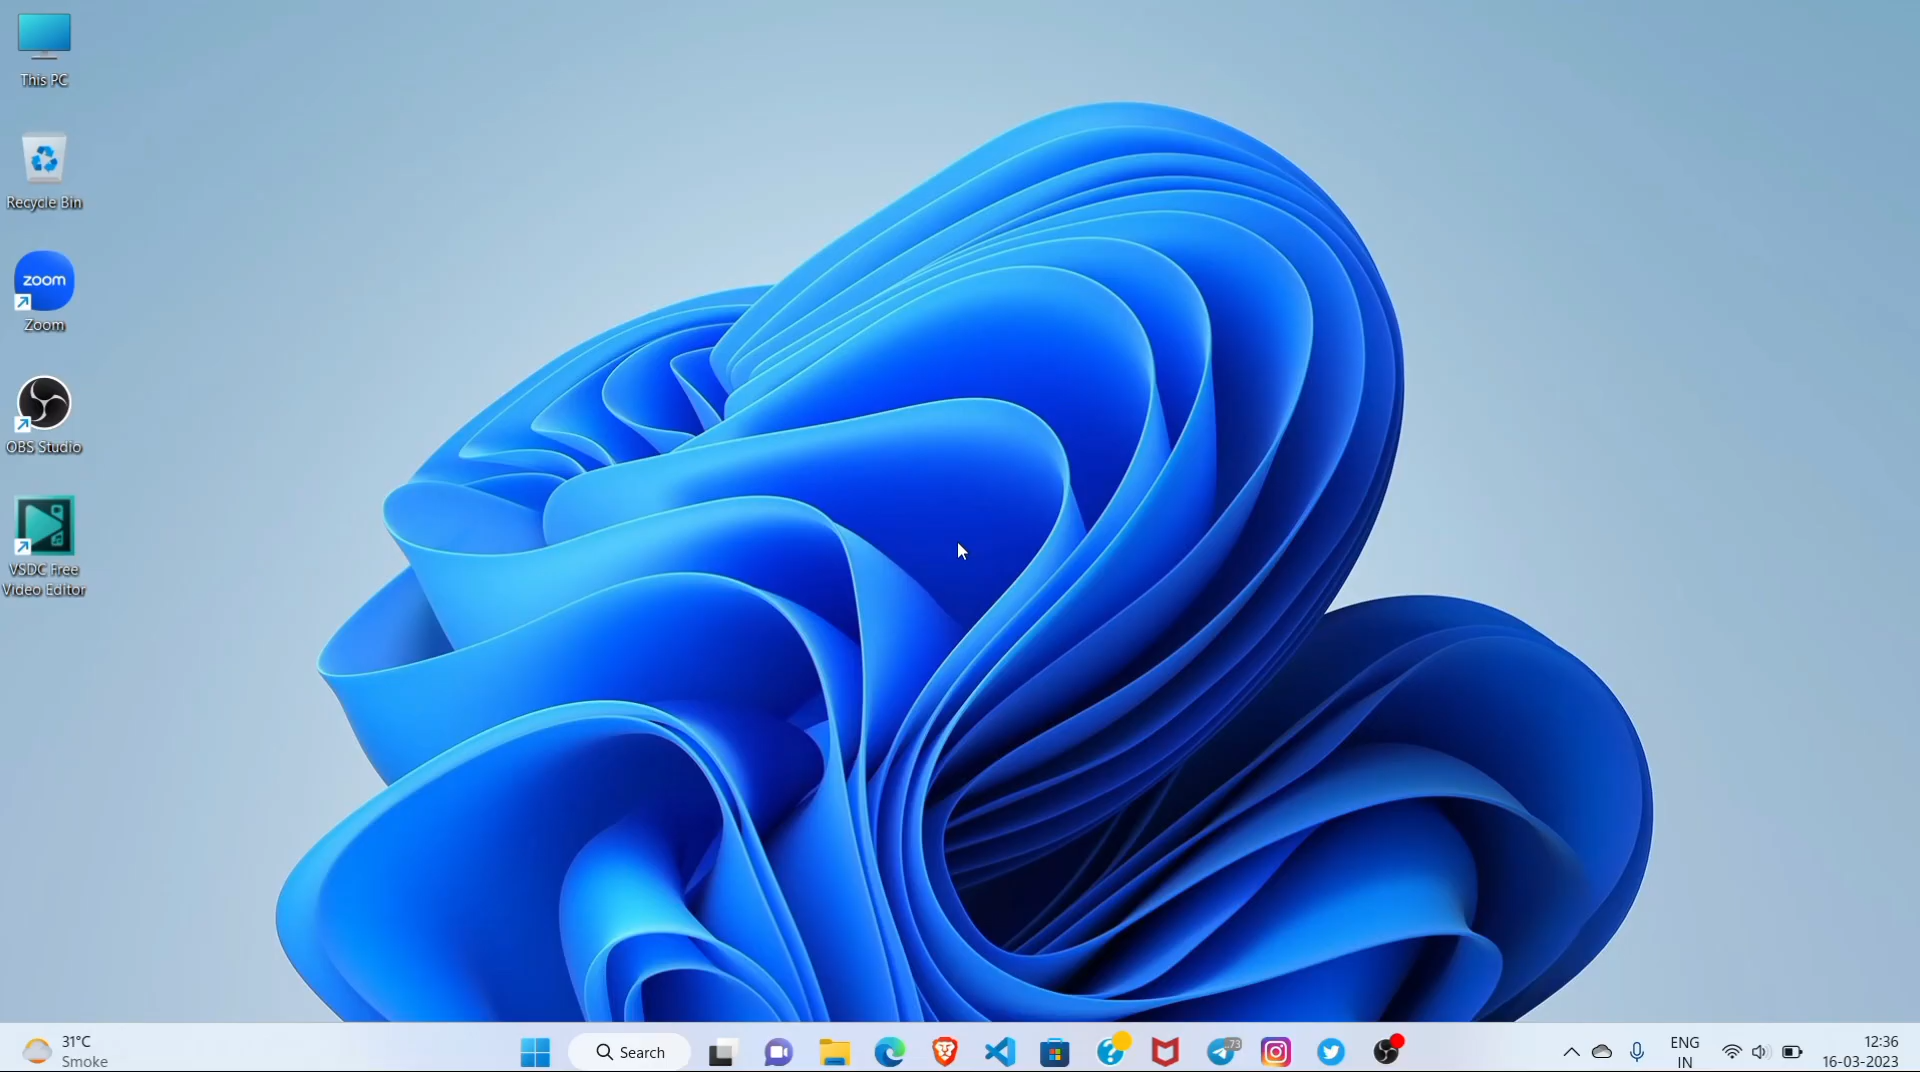 This PC
Recycle Bin
zoom
Zoom
OBS Studio
VSDC Free
Video Editor
31°C
Smoke
Search
73
ENG
IN
12:36
16-03-2023